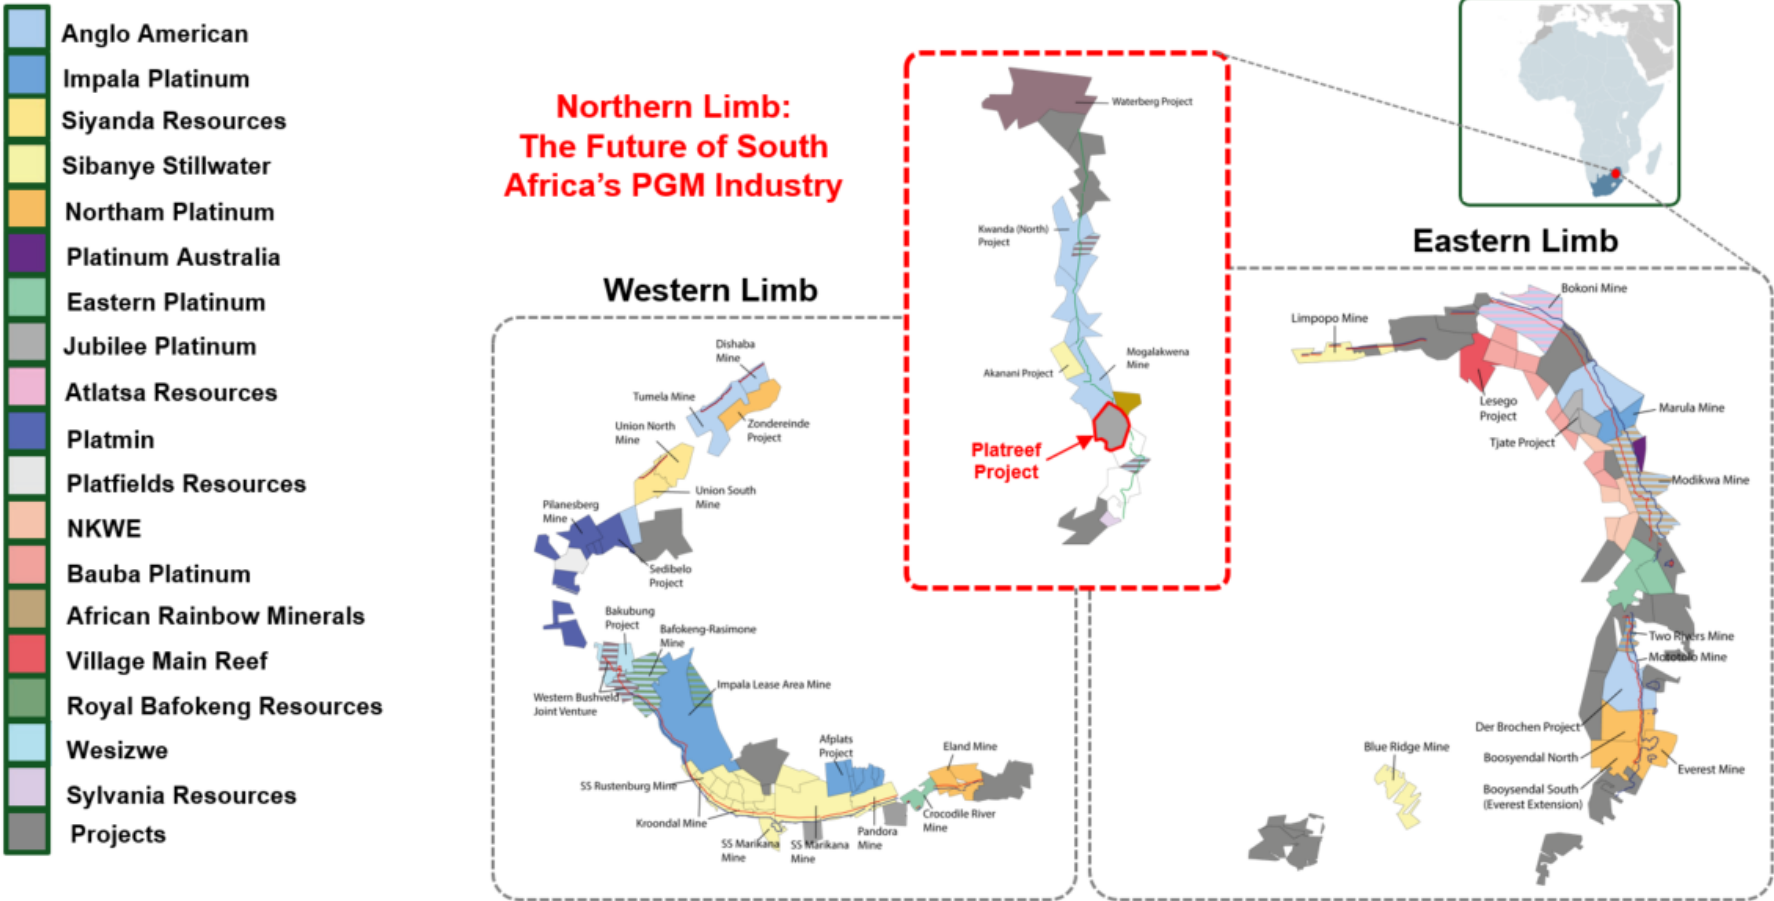 Anglo American
Impala Platinum
Siyanda Resources
Sibanye Stillwater
Northam Platinum
Platinum Australia
Eastern Platinum
Jubilee Platinum
Atlatsa Resources
Platmin
Platfields Resources
NKWE
Bauba Platinum
African Rainbow Minerals
Village Main Reef
Royal Bafokeng Resources
Wesizwe
Sylvania Resources
Projects
Northern Limb:
The Future of South
Africa's PGM Industry
Western Limb
Dishaba
Mine
Tumela Mine
Zondereinde
Project
Union North
Mine
Union South
Mine
Pilanesberg
Mine
Sedibelo
Project
Bakubung
Project
Bafokeng-Rasimone
Mine
Western Bushveld
Joint Venture
Impala Lease Area Mine
Afplats
Project
Eland Mine
SS Rustenburg Mine
Kroondal Mine
SS Marikana
Mine
SS Marikana
Mine
Pandora
Mine
Crocodile River
Mine
Waterberg Project
Kwanda (North)
Project
Mogalakwena
Mine
Akanani Project
Platreef
Project
Eastern Limb
Bokoni Mine
Limpopo Mine
Lesego
Project
Marula Mine
Tjate Project
Modikwa Mine
Two Rivers Mine
Mototolo Mine
Der Brochen Project
Booysendal North
Everest Mine
Booysendal South
(Everest Extension)
Blue Ridge Mine